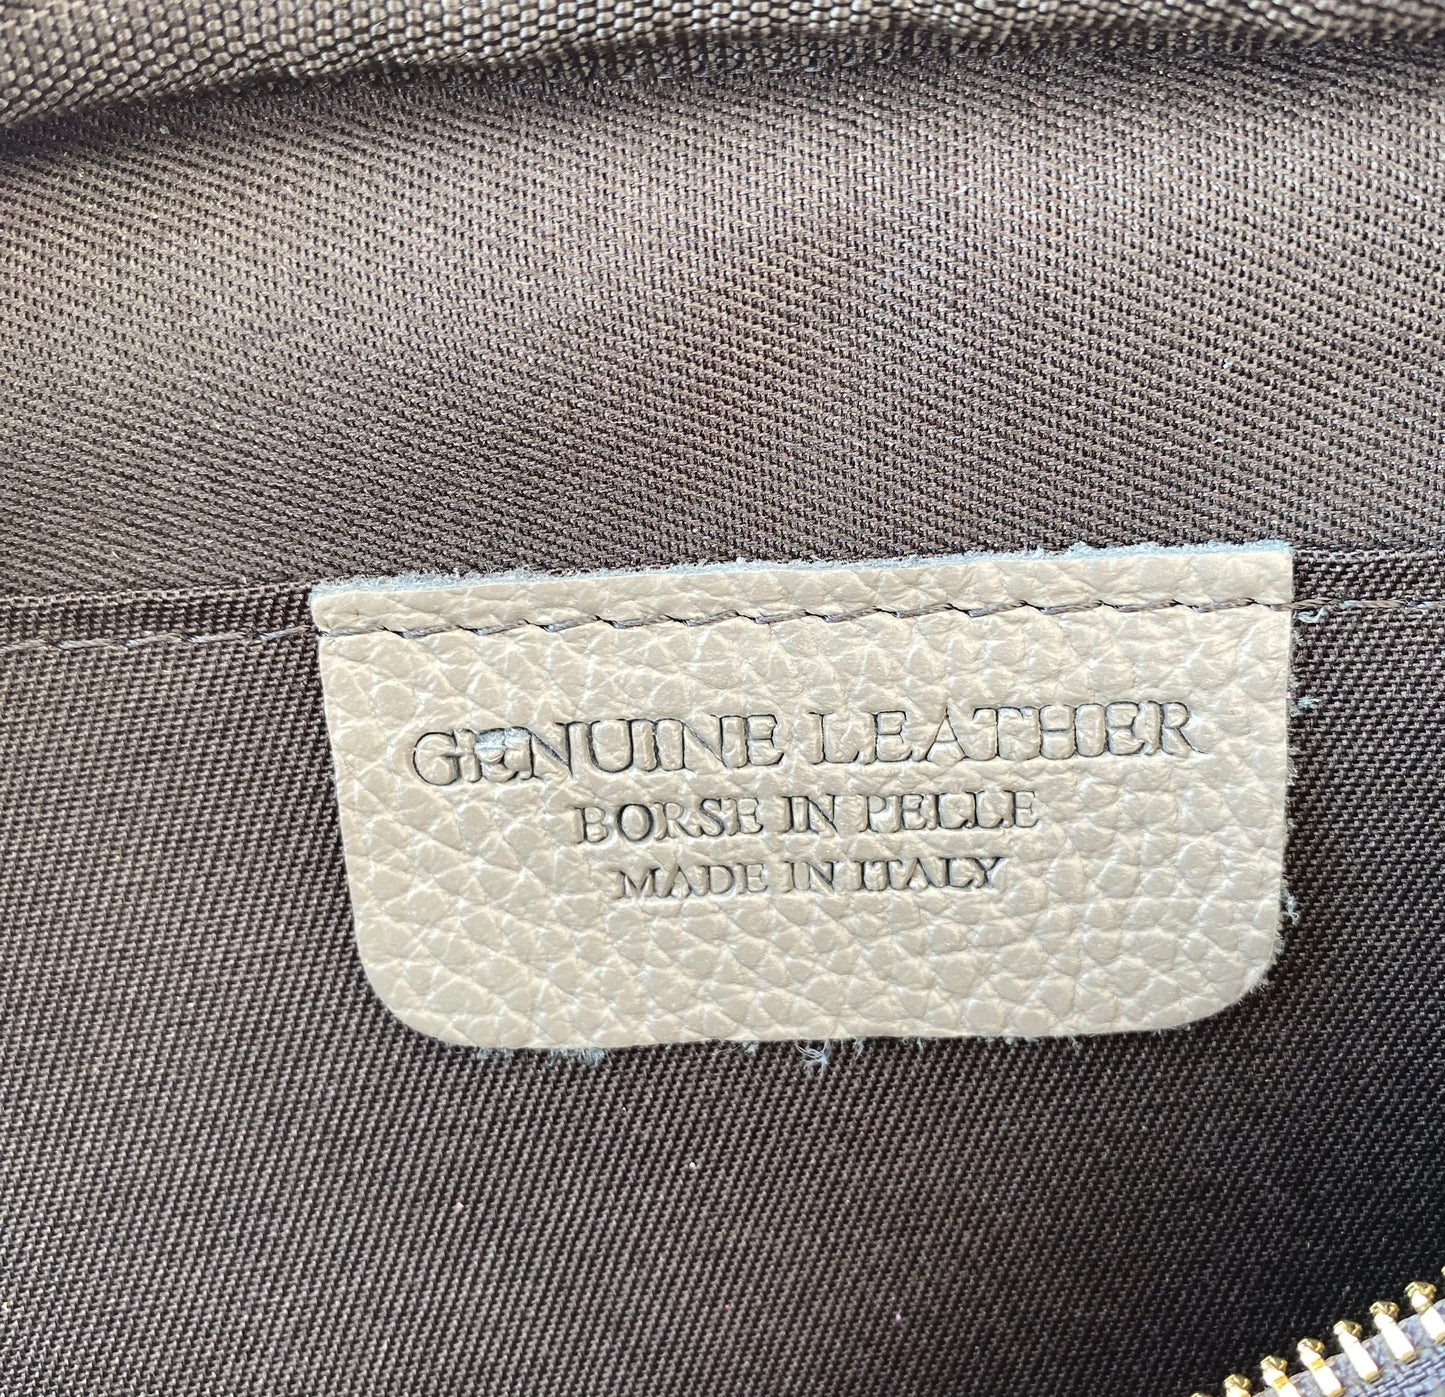 GENUINE LEATHER
BORSE IN PELLE
MADE IN ITALY